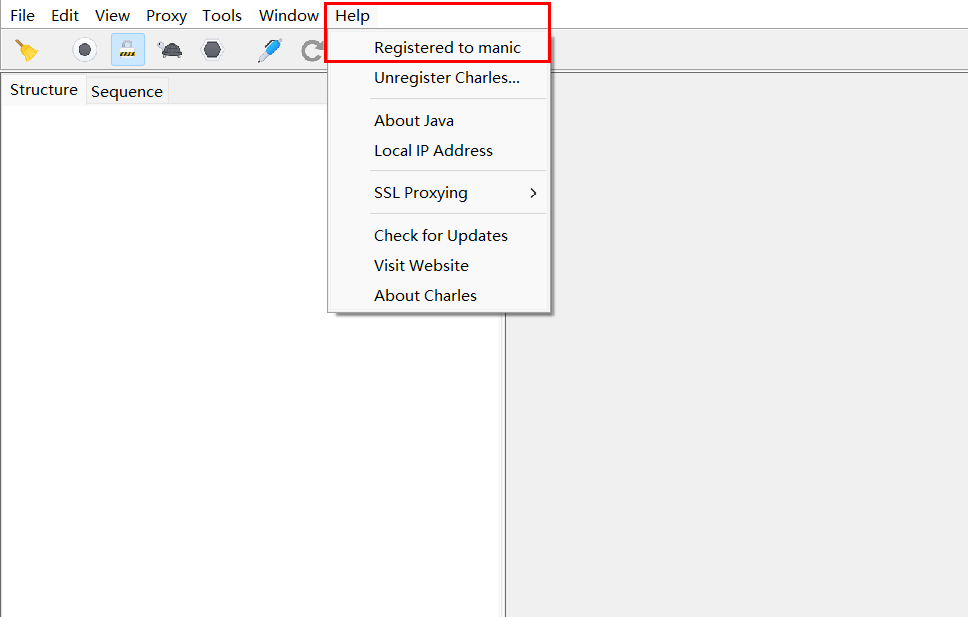 File Edit View Proxy Tools Window Help
Registered to manic
Unregister Charles...
About Java
Local IP Address
SSL Proxying
Check for Updates
Visit Website
About Charles
Structure Sequence